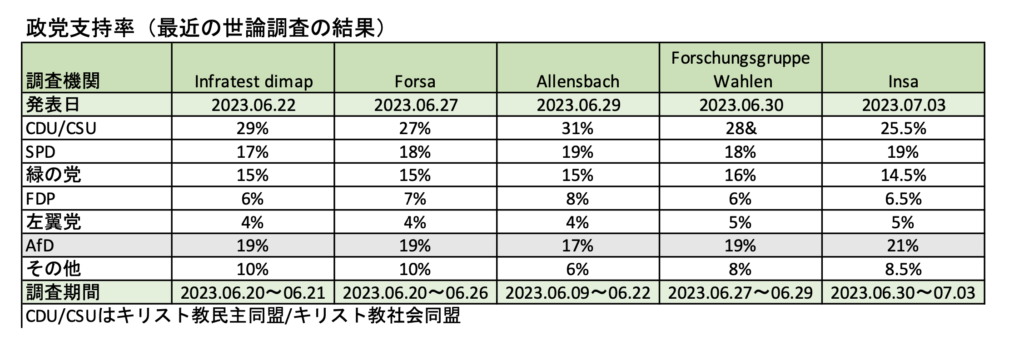 政党支持率（最近の世論調査の結果）
調査機関 Infratest dimap Forsa Allensbach Forschungsgruppe Wahlen Insa
発表日 2023.06.22 2023.06.27 2023.06.29 2023.06.30 2023.07.03
CDU/CSU 29% 27% 31% 28& 25.5%
SPD 17% 18% 19% 18% 19%
緑の党 15% 15% 15% 16% 14.5%
FDP 6% 7% 8% 6% 6.5%
左翼党 4% 4% 4% 5% 5%
AfD 19% 19% 17% 19% 21%
その他 10% 10% 6% 8% 8.5%
調査期間 2023.06.20〜06.21 2023.06.20〜06.26 2023.06.09〜06.22 2023.06.27〜06.29 2023.06.30〜07.03
CDU/CSUはキリスト教民主同盟/キリスト教社会同盟